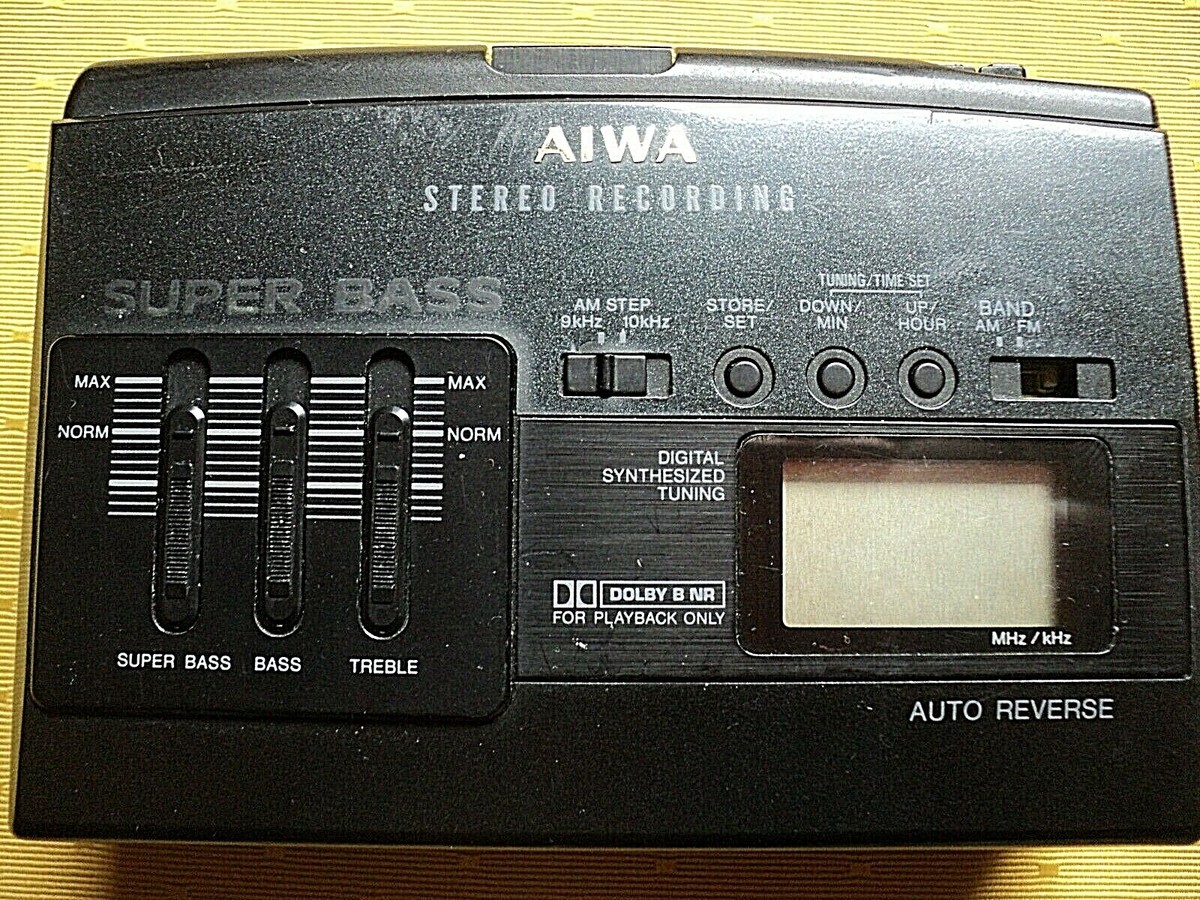 AIWA
STEREO RECORDING
SUPER BASS
AM STEP
9kHz 10kHz
STORE/
SET
TUNING/TIME SET
DOWN/
MIN
UP/
HOUR
BAND
AM FM
MAX
MAX
NORM
NORM
SUPER BASS BASS TREBLE
DIGITAL
SYNTHESIZED
TUNING
DOLBY B NR
FOR PLAYBACK ONLY
MHz / kHz
AUTO REVERSE